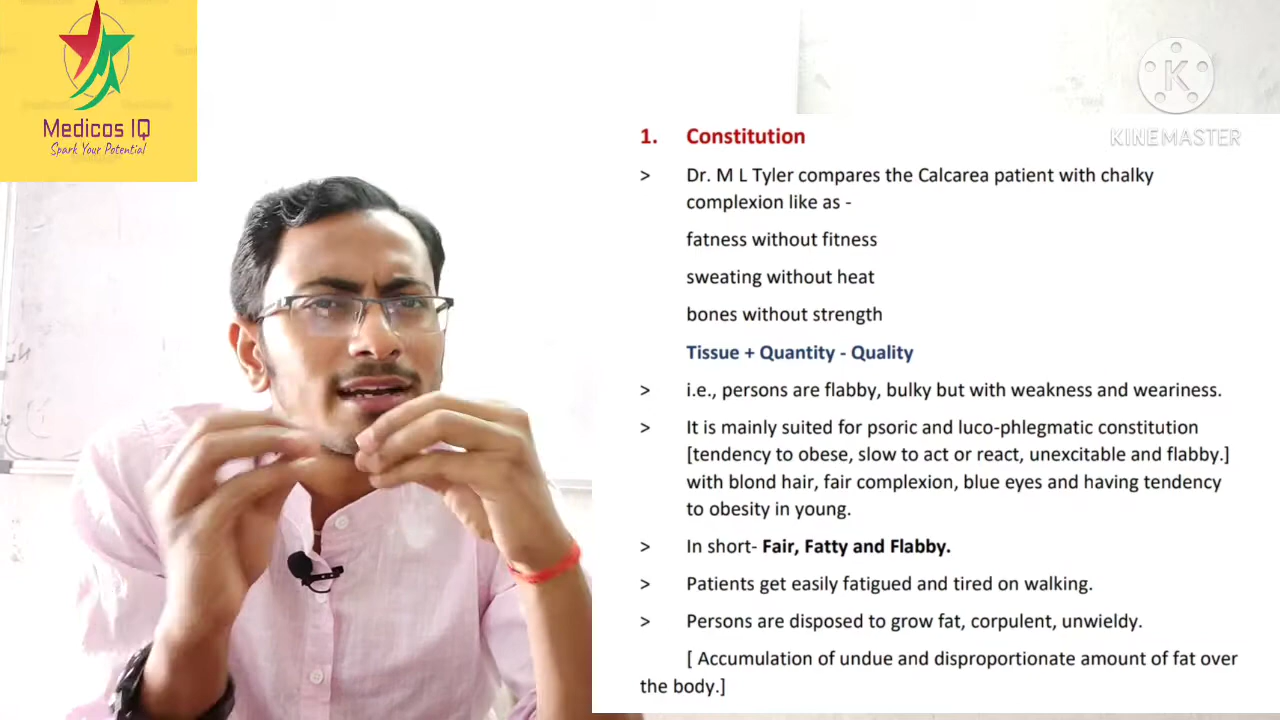 Medicos IQ
Spark Your Potential
K
KINEMASTER
1. Constitution
> Dr. M L Tyler compares the Calcarea patient with chalky
complexion like as -
fatness without fitness
sweating without heat
bones without strength
Tissue + Quantity - Quality
> i.e., persons are flabby, bulky but with weakness and weariness.
> It is mainly suited for psoric and luco-phlegmatic constitution
[tendency to obese, slow to act or react, unexcitable and flabby.]
with blond hair, fair complexion, blue eyes and having tendency
to obesity in young.
> In short- Fair, Fatty and Flabby.
> Patients get easily fatigued and tired on walking.
> Persons are disposed to grow fat, corpulent, unwieldy.
[ Accumulation of undue and disproportionate amount of fat over
the body.]